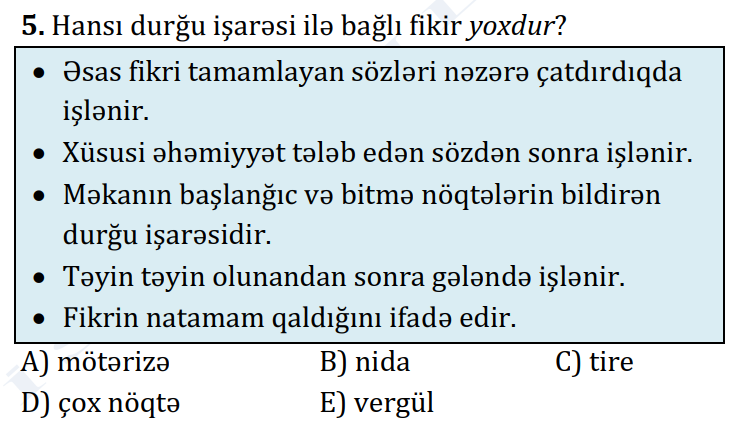 5. Hansı durğu işarəsi ilə bağlı fikir yoxdur?
• Əsas fikri tamamlayan sözləri nəzərə çatdırdıqda
işlənir.
• Xüsusi əhəmiyyət tələb edən sözdən sonra işlənir.
• Məkanın başlanğıc və bitmə nöqtələrin bildirən
durğu işarəsidir.
• Təyin təyin olunandan sonra gələndə işlənir.
• Fikrin natamam qaldığını ifadə edir.
A) mötərizə B) nida C) tire
D) çox nöqtə E) vergül